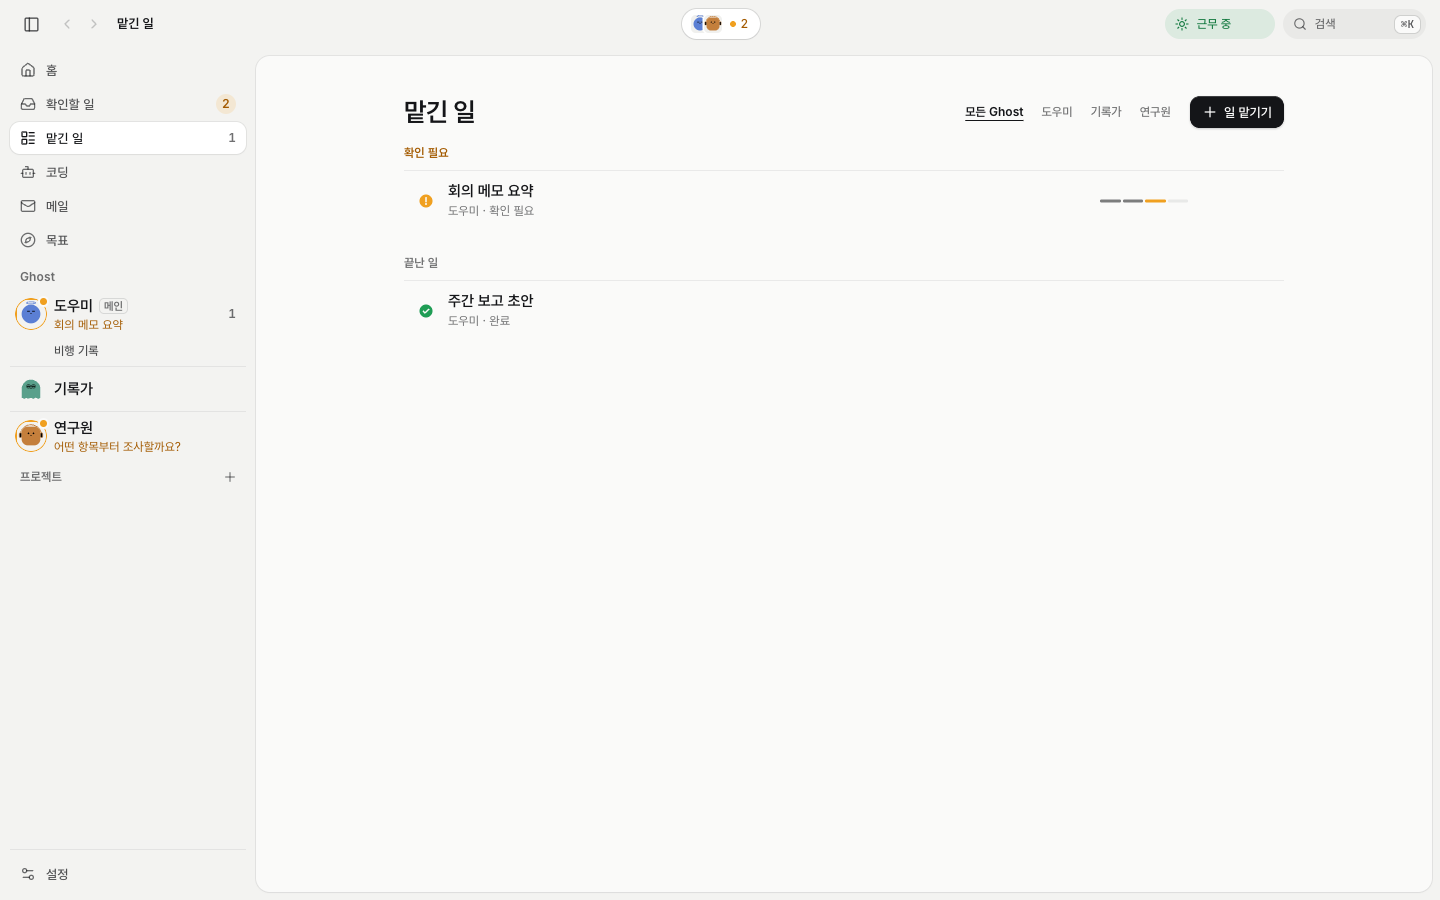 맡긴 일
2
근무 중
검색
⌘K
홈
확인할 일
2
맡긴 일
1
코딩
메일
목표
Ghost
도우미
메인
회의 메모 요약
1
비행 기록
기록가
연구원
어떤 항목부터 조사할까요?
프로젝트
설정
맡긴 일
모든 Ghost
도우미
기록가
연구원
일 맡기기
확인 필요
회의 메모 요약
도우미 · 확인 필요
끝난 일
주간 보고 초안
도우미 · 완료